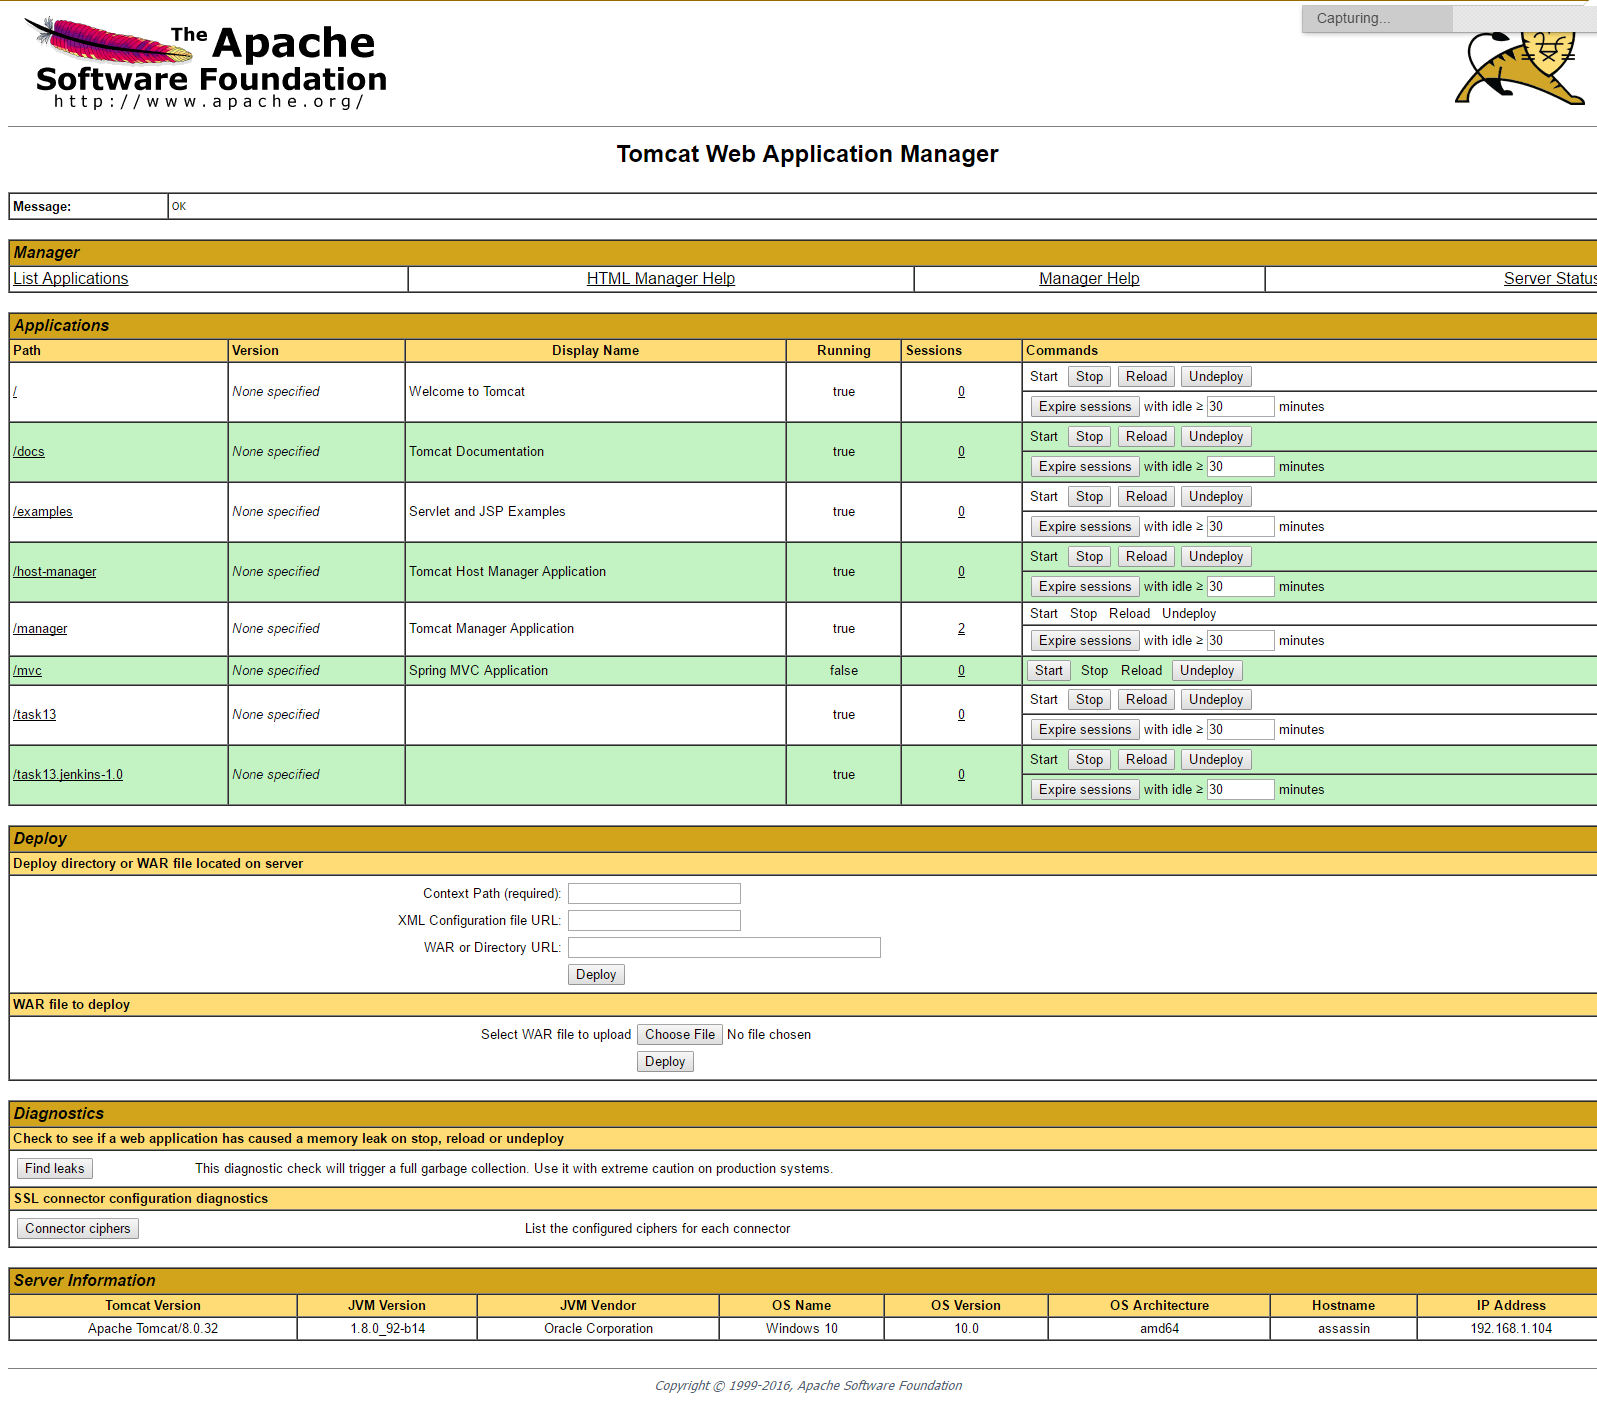 Capturing...
The Apache
Software Foundation
http://www.apache.org/
Tomcat Web Application Manager
Message: OK
Manager
List Applications HTML Manager Help Manager Help Server Status
Applications
Path Version Display Name Running Sessions Commands
/ None specified Welcome to Tomcat true 0 Start Stop Reload Undeploy
Expire sessions with idle ≥ 30 minutes
/docs None specified Tomcat Documentation true 0 Start Stop Reload Undeploy
Expire sessions with idle ≥ 30 minutes
/examples None specified Servlet and JSP Examples true 0 Start Stop Reload Undeploy
Expire sessions with idle ≥ 30 minutes
/host-manager None specified Tomcat Host Manager Application true 0 Start Stop Reload Undeploy
Expire sessions with idle ≥ 30 minutes
/manager None specified Tomcat Manager Application true 2 Start Stop Reload Undeploy
Expire sessions with idle ≥ 30 minutes
/mvc None specified Spring MVC Application false 0 Start Stop Reload Undeploy
/task13 None specified true 0 Start Stop Reload Undeploy
Expire sessions with idle ≥ 30 minutes
/task13.jenkins-1.0 None specified true 0 Start Stop Reload Undeploy
Expire sessions with idle ≥ 30 minutes
Deploy
Deploy directory or WAR file located on server
Context Path (required):
XML Configuration file URL:
WAR or Directory URL:
Deploy
WAR file to deploy
Select WAR file to upload Choose File No file chosen
Deploy
Diagnostics
Check to see if a web application has caused a memory leak on stop, reload or undeploy
Find leaks This diagnostic check will trigger a full garbage collection. Use it with extreme caution on production systems.
SSL connector configuration diagnostics
Connector ciphers List the configured ciphers for each connector
Server Information
Tomcat Version JVM Version JVM Vendor OS Name OS Version OS Architecture Hostname IP Address
Apache Tomcat/8.0.32 1.8.0_92-b14 Oracle Corporation Windows 10 10.0 amd64 assassin 192.168.1.104
Copyright © 1999-2016, Apache Software Foundation